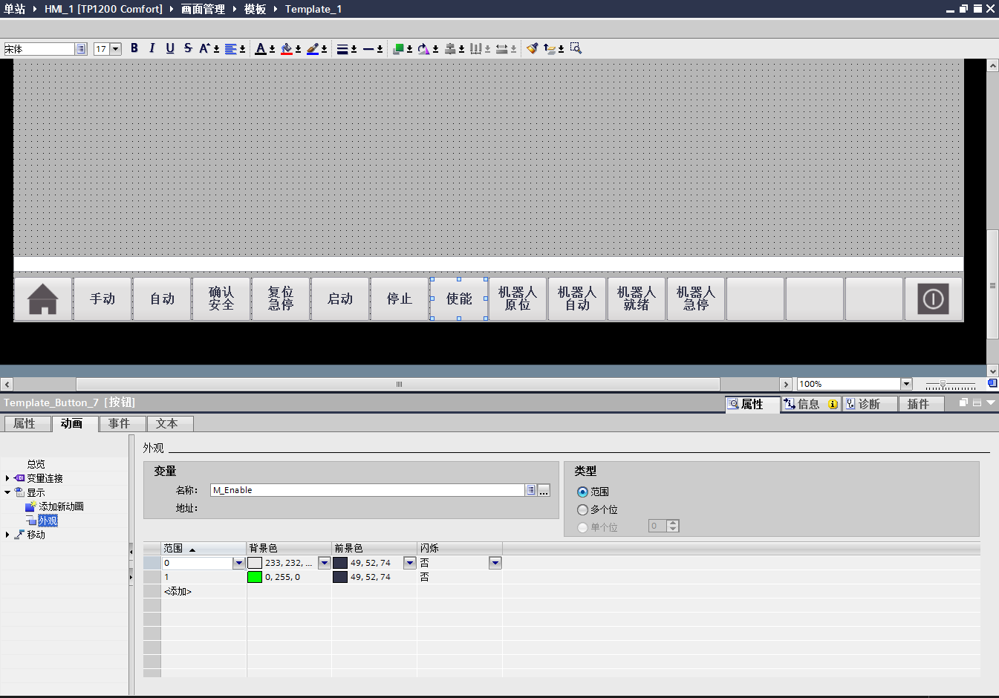 单站 HMI_1 [TP1200 Comfort] 画面管理 模板 Template_1
宋体 17 B I U S A A
手动
自动
确认
安全
复位
急停
启动
停止
使能
机器人
原位
机器人
自动
机器人
就绪
机器人
急停
100%
Template_Button_7 [按钮]
属性 信息 诊断 插件
属性 动画 事件 文本
总览
变量连接
显示
添加新动画
外观
移动
外观
变量
名称: M_Enable ...
地址:
类型
范围
多个位
单个位 0
范围 背景色 前景色 闪烁
0 233, 232, ... 49, 52, 74 否
1 0, 255, 0 49, 52, 74 否
<添加>